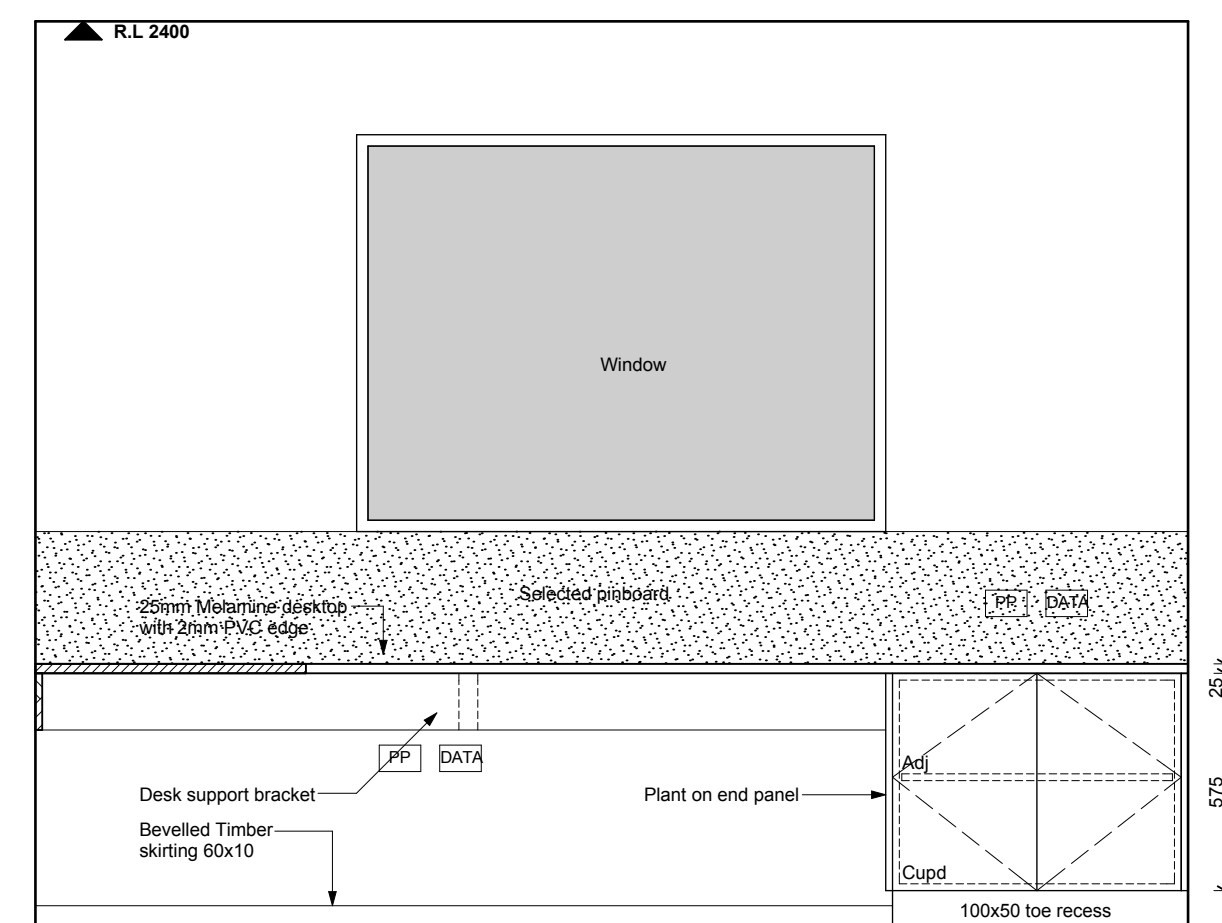 R.L 2400
Window
Selected pinboard
25mm Melamine desktop
with 2mm PVC edge
PP DATA
25
PP DATA
Adj
Desk support bracket
Plant on end panel
575
Bevelled Timber
skirting 60x10
Cupd
100x50 toe recess